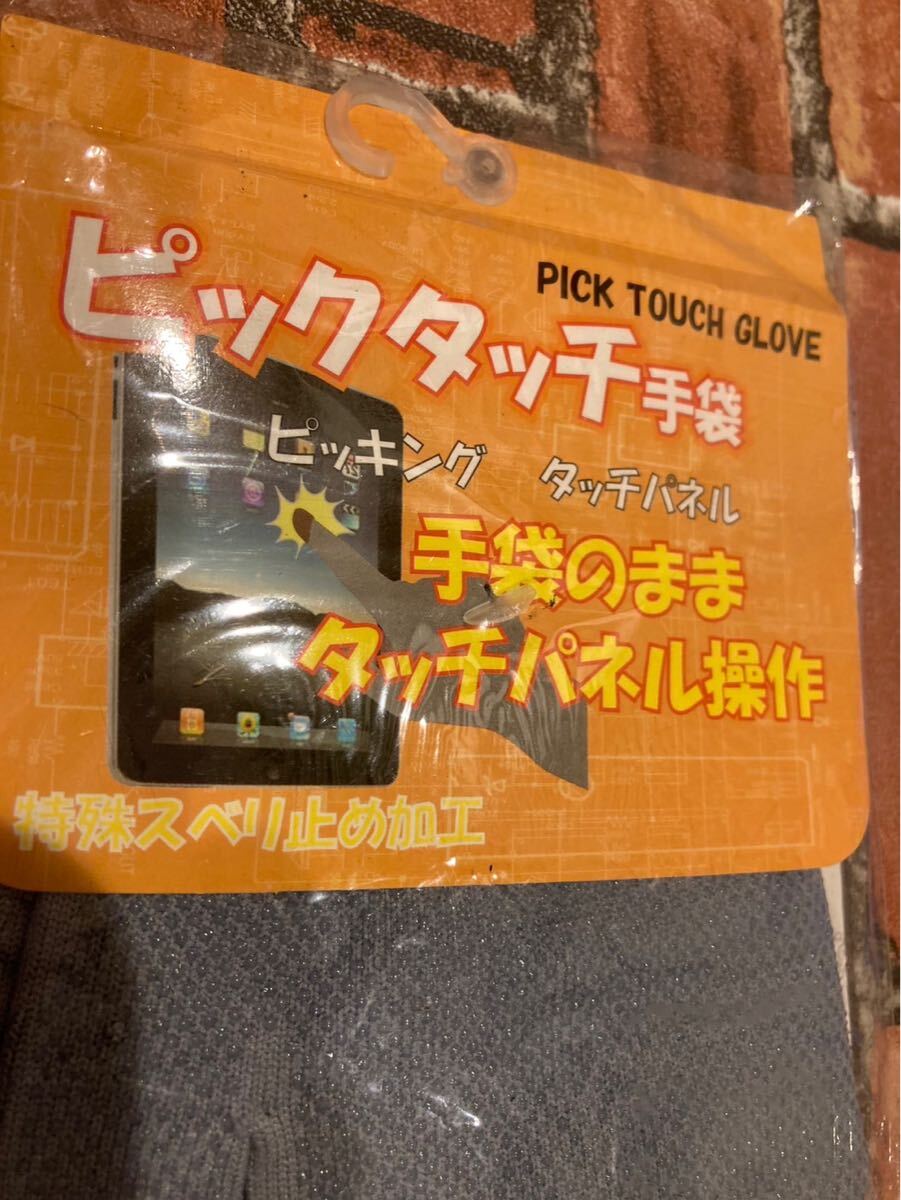 PICK TOUCH GLOVE
ピックタッチ手袋
ピッキング タッチパネル
手袋のまま
タッチパネル操作
特殊スベリ止め加工